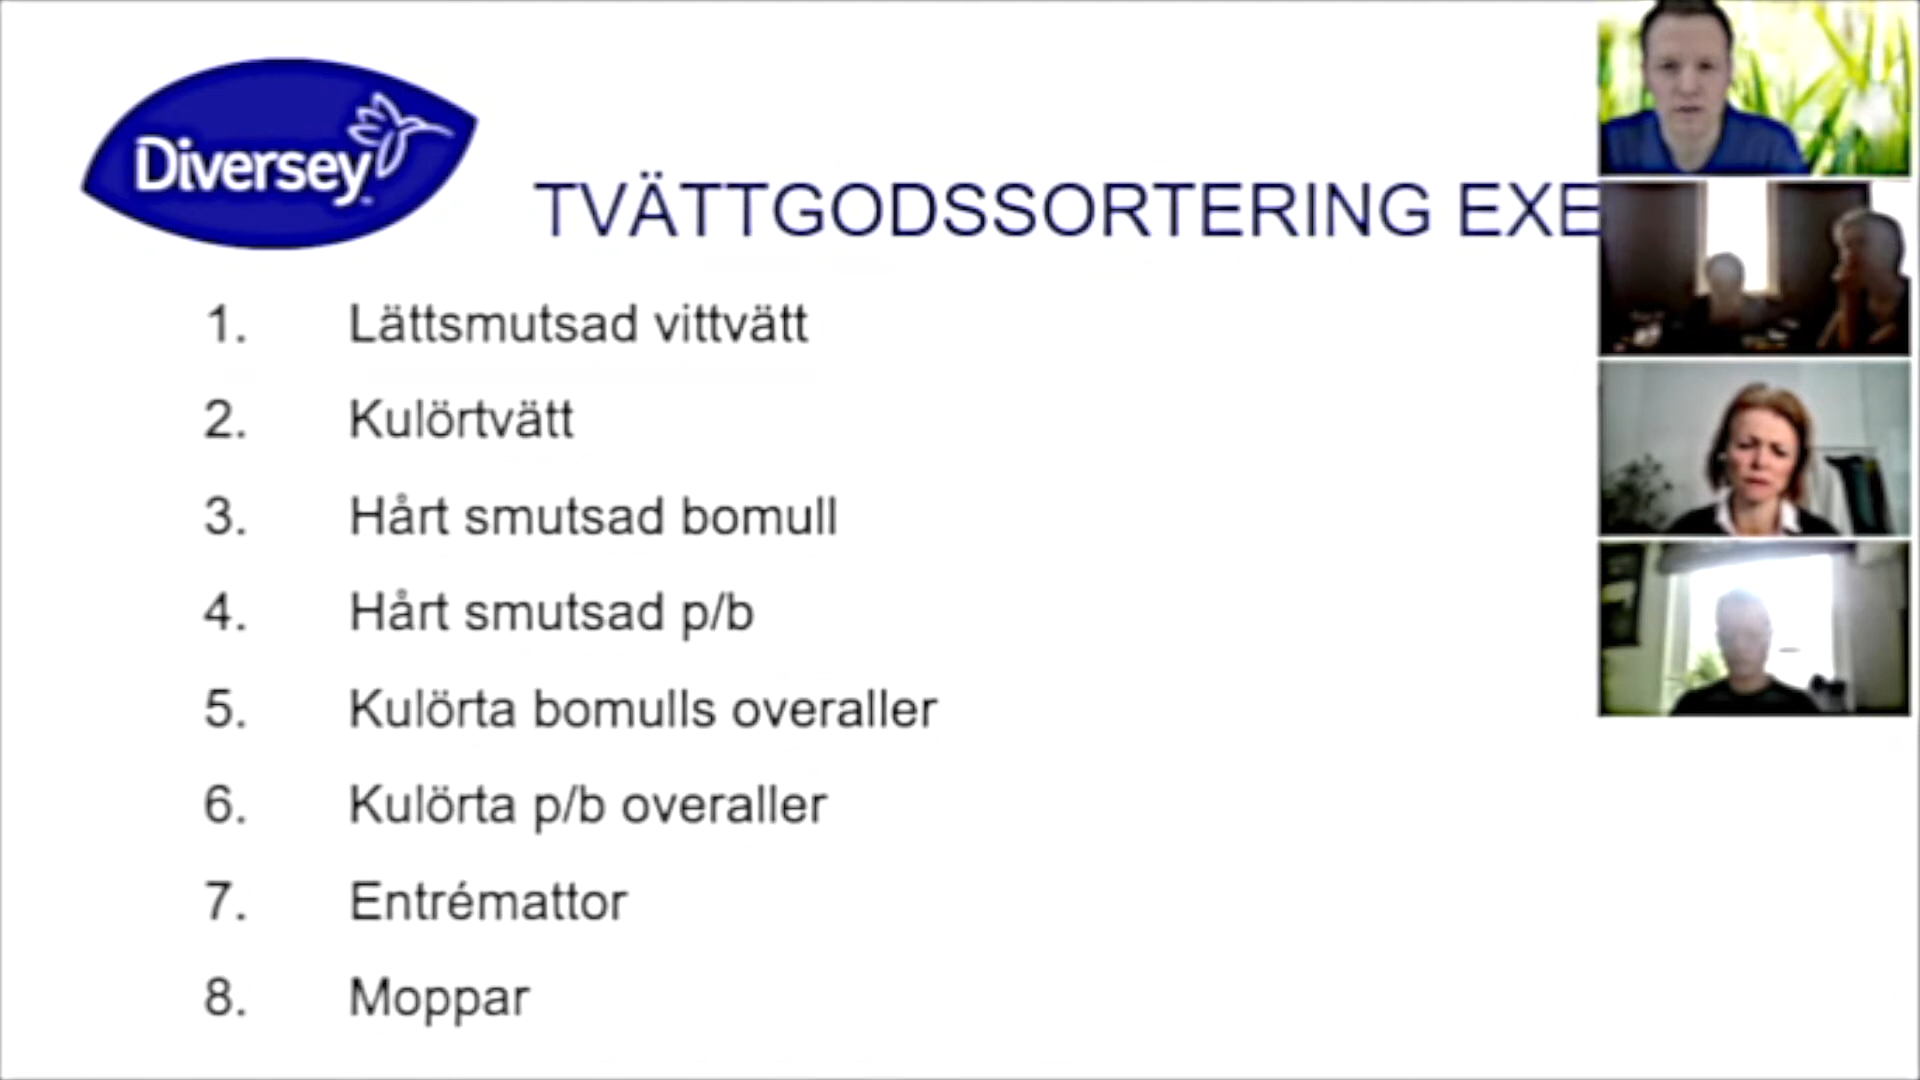 Diversey
TVÄTTGODSSORTERING EXE
1. Lättsmutsad vittvätt
2. Kulörtvätt
3. Hårt smutsad bomull
4. Hårt smutsad p/b
5. Kulörta bomulls overaller
6. Kulörta p/b overaller
7. Entrémattor
8. Moppar